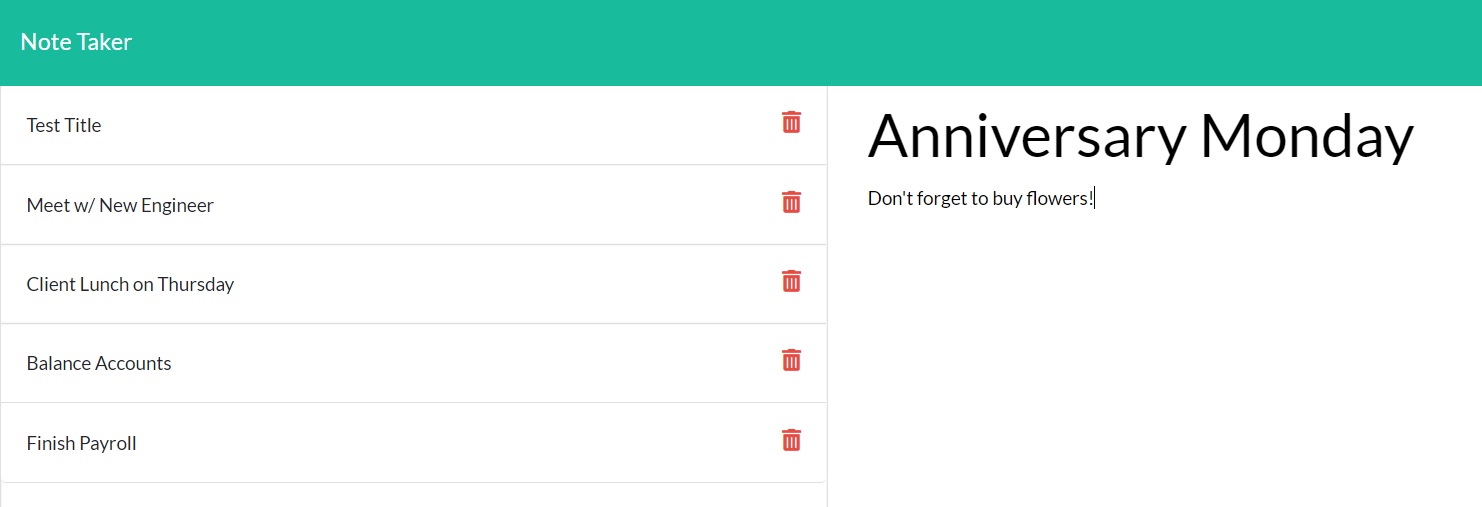 Note Taker
Test Title
Meet w/ New Engineer
Client Lunch on Thursday
Balance Accounts
Finish Payroll
Anniversary Monday
Don't forget to buy flowers!